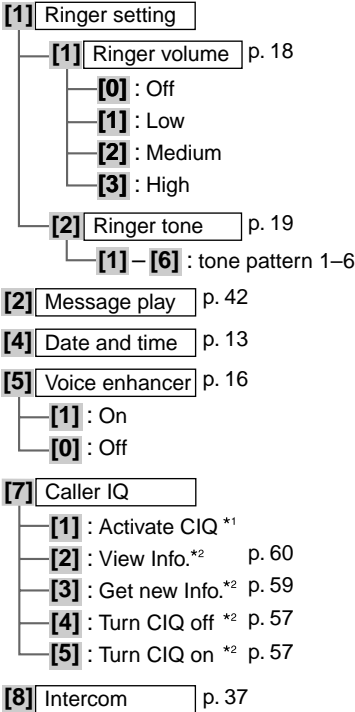 [1] Ringer setting
[1] Ringer volume p. 18
[0] : Off
[1] : Low
[2] : Medium
[3] : High
[2] Ringer tone p. 19
[1] – [6] : tone pattern 1–6
[2] Message play p. 42
[4] Date and time p. 13
[5] Voice enhancer p. 16
[1] : On
[0] : Off
[7] Caller IQ
[1] : Activate CIQ *1
[2] : View Info.*2 p. 60
[3] : Get new Info.*2 p. 59
[4] : Turn CIQ off *2 p. 57
[5] : Turn CIQ on *2 p. 57
[8] Intercom p. 37